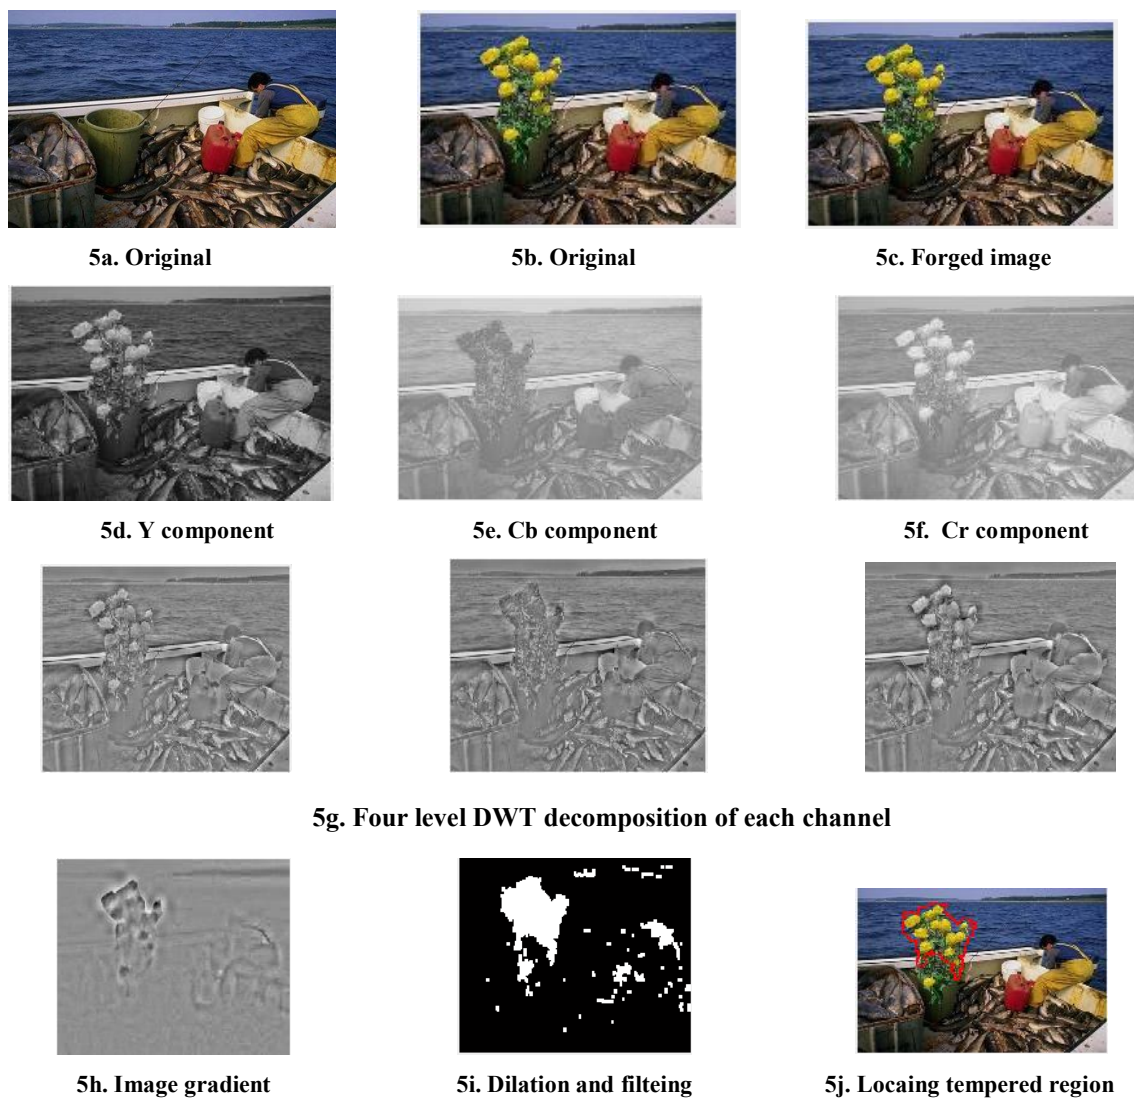 5a. Original
5b. Original
5c. Forged image
5d. Y component
5e. Cb component
5f. Cr component
5g. Four level DWT decomposition of each channel
5h. Image gradient
5i. Dilation and filteing
5j. Locaing tempered region